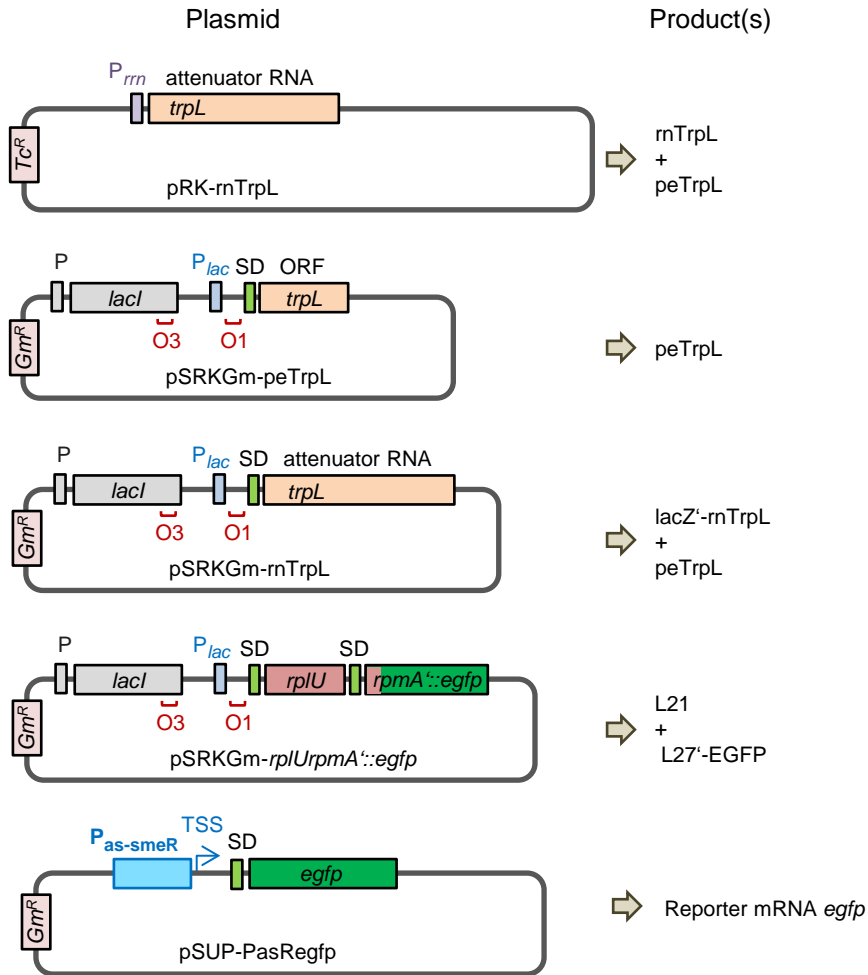 Plasmid
Product(s)
Prrn attenuator RNA
trpL
TcR
pRK-rnTrpL
rnTrpL
+
peTrpL
P Plac SD ORF
lacI trpL
O3 O1
GmR
pSRKGm-peTrpL
peTrpL
P Plac SD attenuator RNA
lacI trpL
O3 O1
GmR
pSRKGm-rnTrpL
lacZ‘-rnTrpL
+
peTrpL
P Plac SD SD
lacI rplU rpmA‘::egfp
O3 O1
GmR
pSRKGm-rplUrpmA‘::egfp
L21
+
L27‘-EGFP
Pas-smeR TSS SD
egfp
GmR
pSUP-PasRegfp
Reporter mRNA egfp